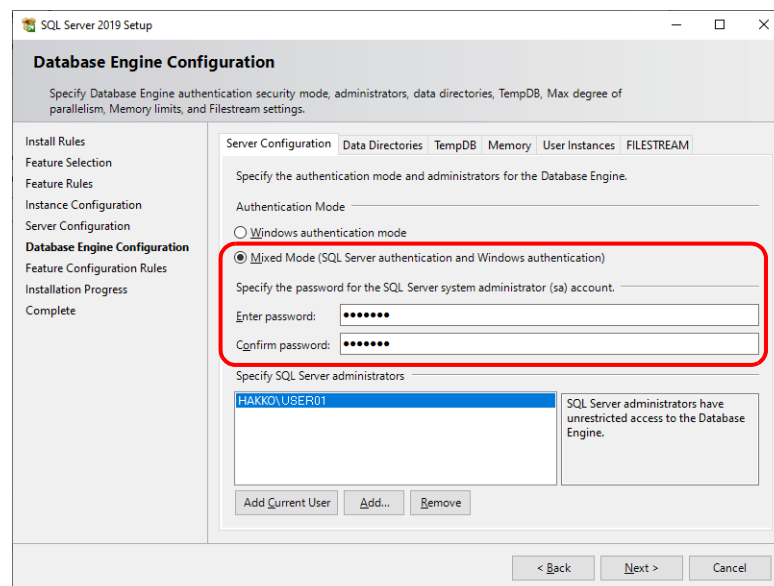 SQL Server 2019 Setup
Database Engine Configuration
Specify Database Engine authentication security mode, administrators, data directories, TempDB, Max degree of
parallelism, Memory limits, and Filestream settings.
Install Rules
Feature Selection
Feature Rules
Instance Configuration
Server Configuration
Database Engine Configuration
Feature Configuration Rules
Installation Progress
Complete
Server Configuration Data Directories TempDB Memory User Instances FILESTREAM
Specify the authentication mode and administrators for the Database Engine.
Authentication Mode
Windows authentication mode
Mixed Mode (SQL Server authentication and Windows authentication)
Specify the password for the SQL Server system administrator (sa) account.
Enter password: •••••••
Confirm password: •••••••
Specify SQL Server administrators
HAKKO\USER01
SQL Server administrators have
unrestricted access to the Database
Engine.
Add Current User Add... Remove
< Back Next > Cancel